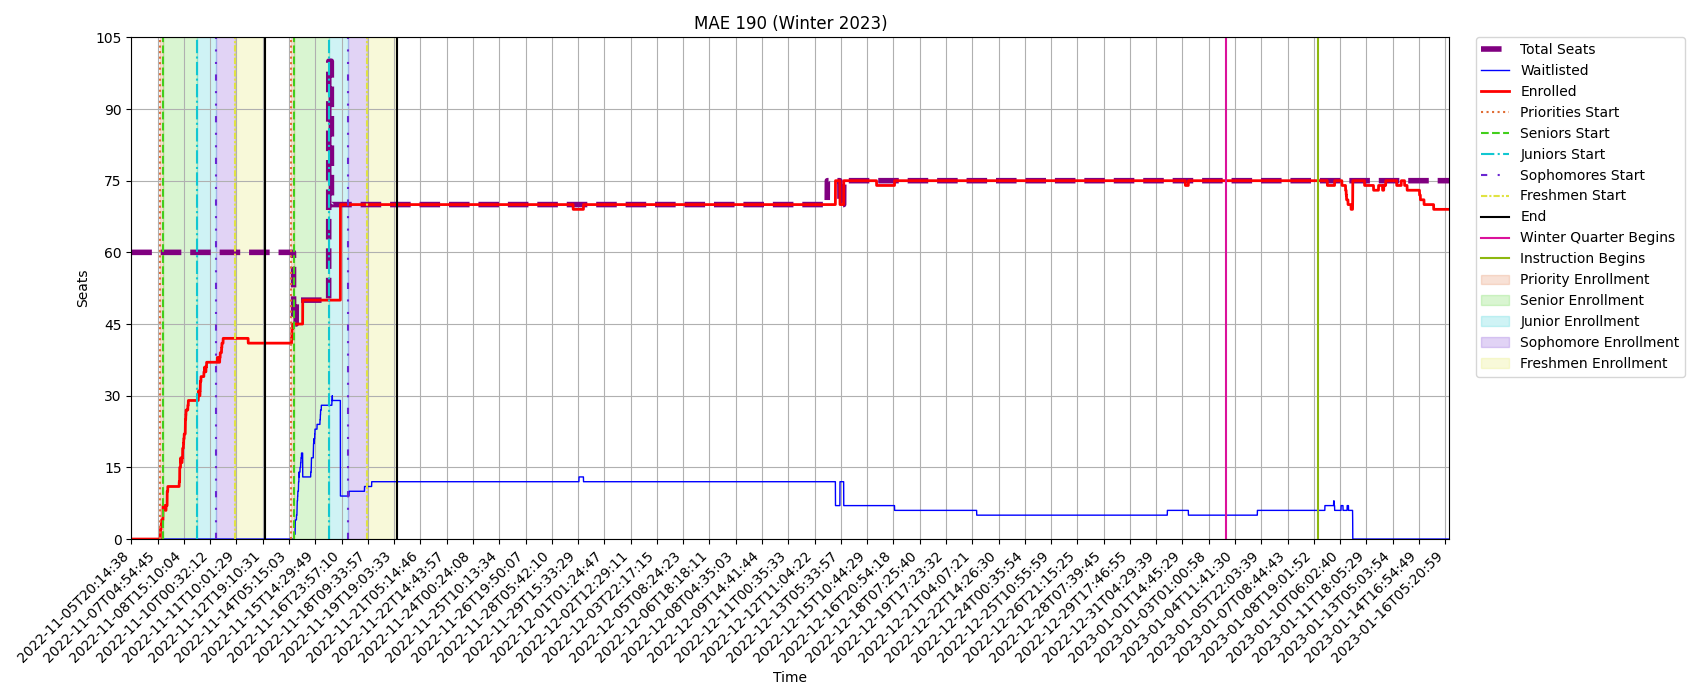 MAE 190 (Winter 2023)
105
90
75
60
45
30
15
0
Seats
2022-11-05T20:14:38
2022-11-07T04:54:45
2022-11-08T15:10:04
2022-11-10T00:32:12
2022-11-11T10:01:29
2022-11-12T19:10:31
2022-11-14T05:15:03
2022-11-15T14:29:49
2022-11-16T23:57:10
2022-11-18T09:33:57
2022-11-19T19:03:33
2022-11-21T05:14:46
2022-11-22T14:43:57
2022-11-24T00:24:08
2022-11-25T10:13:34
2022-11-26T19:50:07
2022-11-28T05:42:10
2022-11-29T15:33:29
2022-12-01T01:24:47
2022-12-02T12:29:11
2022-12-03T22:17:15
2022-12-05T08:24:23
2022-12-06T18:18:11
2022-12-08T04:35:03
2022-12-09T14:41:44
2022-12-11T00:35:33
2022-12-12T11:04:22
2022-12-13T05:33:57
2022-12-15T10:44:29
2022-12-16T20:54:18
2022-12-18T07:25:40
2022-12-19T17:23:32
2022-12-21T04:07:21
2022-12-22T14:26:30
2022-12-24T00:35:54
2022-12-25T10:55:59
2022-12-26T21:15:25
2022-12-28T07:39:45
2022-12-29T17:46:55
2022-12-31T04:29:39
2023-01-01T14:45:29
2023-01-03T01:00:58
2023-01-04T11:41:30
2023-01-05T22:03:39
2023-01-07T08:44:43
2023-01-08T19:01:52
2023-01-10T06:02:40
2023-01-11T18:05:29
2023-01-13T05:03:54
2023-01-14T16:54:49
2023-01-16T05:20:59
Time
Total Seats
Waitlisted
Enrolled
Priorities Start
Seniors Start
Juniors Start
Sophomores Start
Freshmen Start
End
Winter Quarter Begins
Instruction Begins
Priority Enrollment
Senior Enrollment
Junior Enrollment
Sophomore Enrollment
Freshmen Enrollment